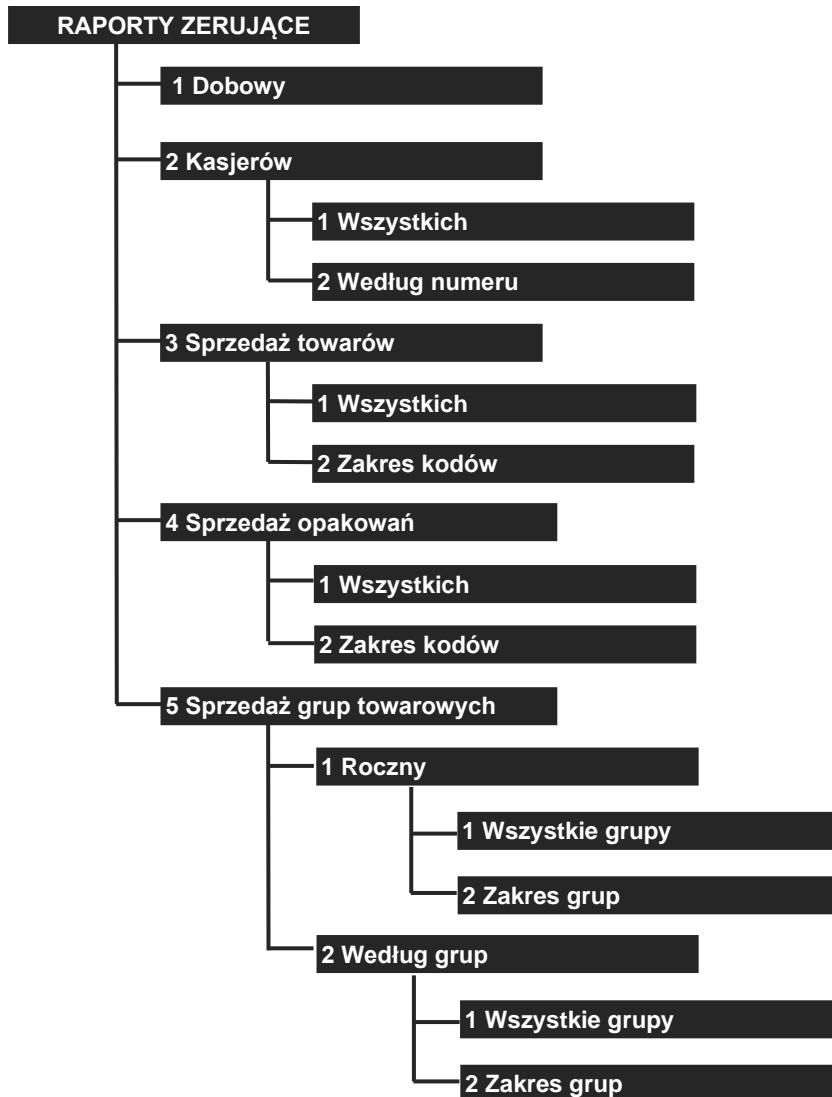 RAPORTY ZERUJĄCE
1 Dobowy
2 Kasjerów
1 Wszystkich
2 Według numeru
3 Sprzedaż towarów
1 Wszystkich
2 Zakres kodów
4 Sprzedaż opakowań
1 Wszystkich
2 Zakres kodów
5 Sprzedaż grup towarowych
1 Roczny
1 Wszystkie grupy
2 Zakres grup
2 Według grup
1 Wszystkie grupy
2 Zakres grup